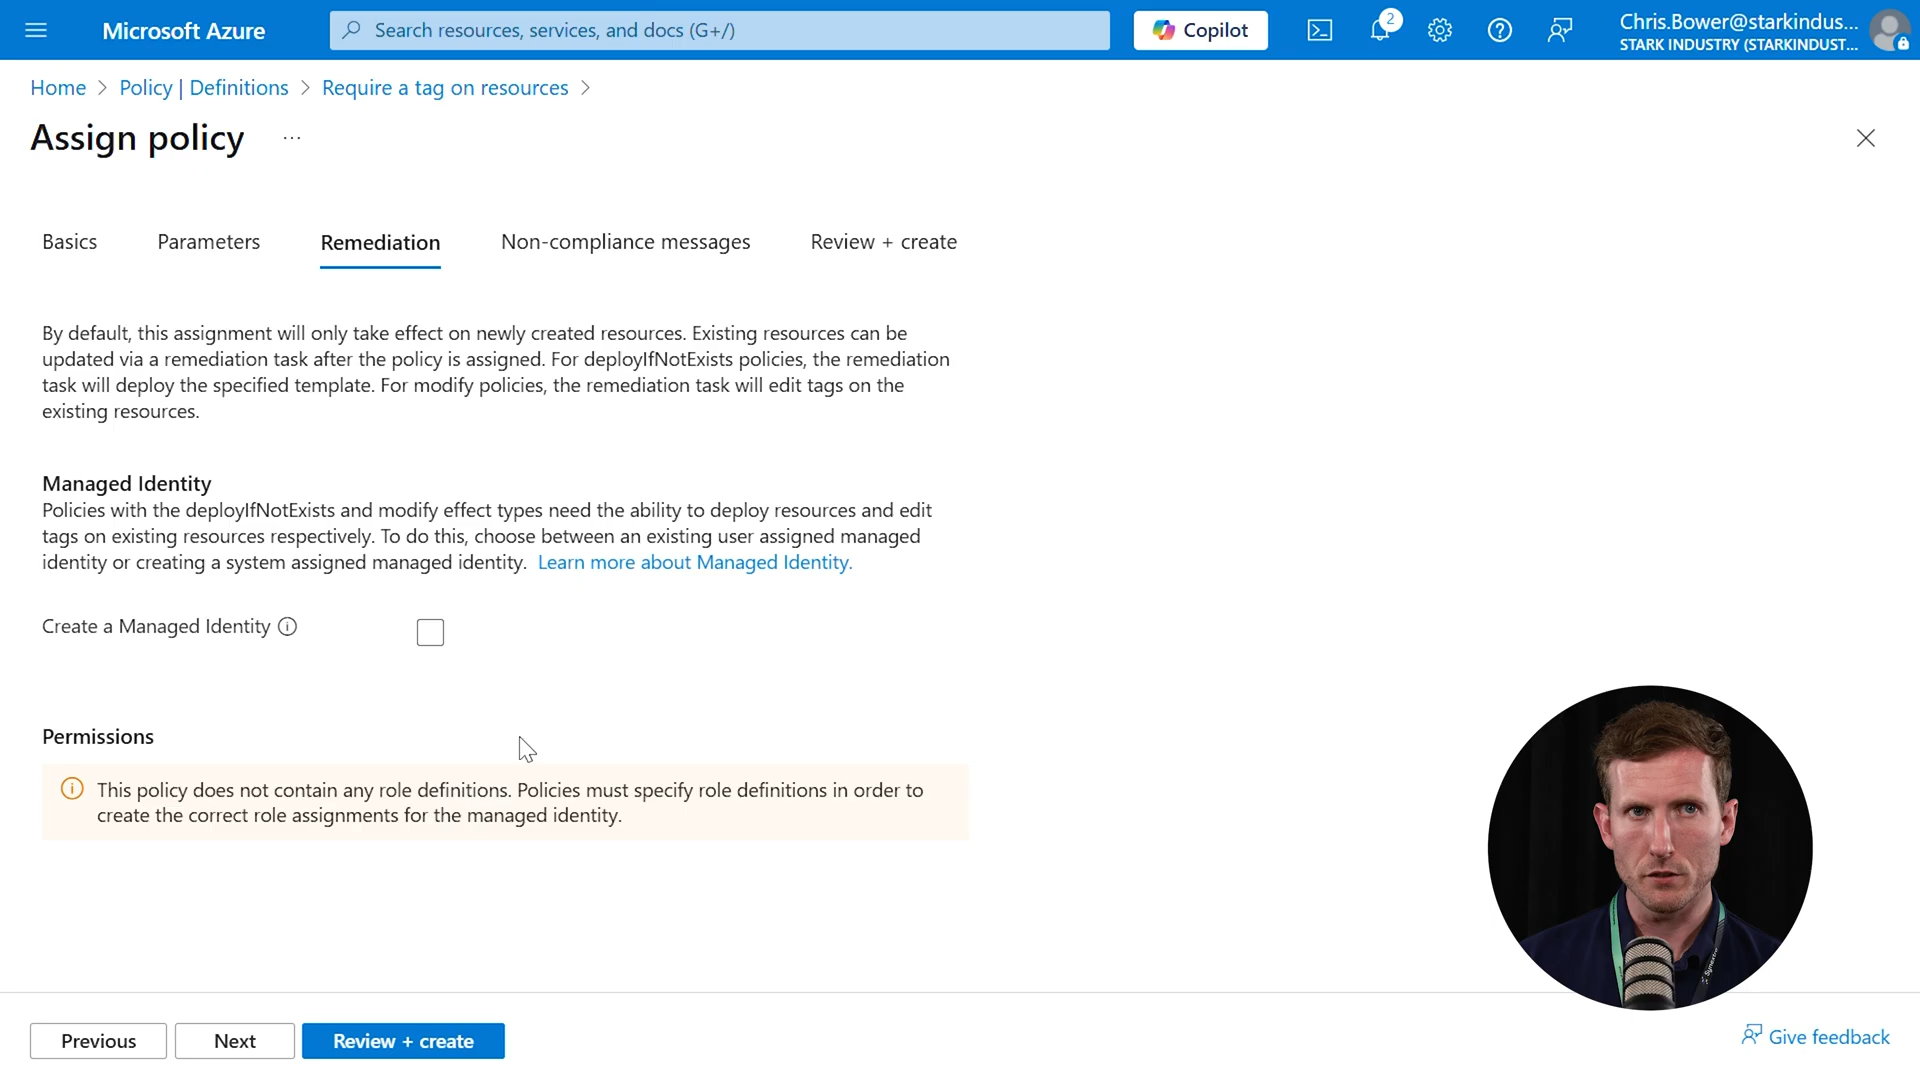 Microsoft Azure
Search resources, services, and docs (G+/)
Copilot
2
Chris.Bower@starkindus...
STARK INDUSTRY (STARKINDUST...
Home > Policy | Definitions > Require a tag on resources >
Assign policy ...
Basics Parameters Remediation Non-compliance messages Review + create
By default, this assignment will only take effect on newly created resources. Existing resources can be
updated via a remediation task after the policy is assigned. For deployIfNotExists policies, the remediation
task will deploy the specified template. For modify policies, the remediation task will edit tags on the
existing resources.
Managed Identity
Policies with the deployIfNotExists and modify effect types need the ability to deploy resources and edit
tags on existing resources respectively. To do this, choose between an existing user assigned managed
identity or creating a system assigned managed identity. Learn more about Managed Identity.
Create a Managed Identity
Permissions
This policy does not contain any role definitions. Policies must specify role definitions in order to
create the correct role assignments for the managed identity.
Synextra
Previous Next Review + create
Give feedback